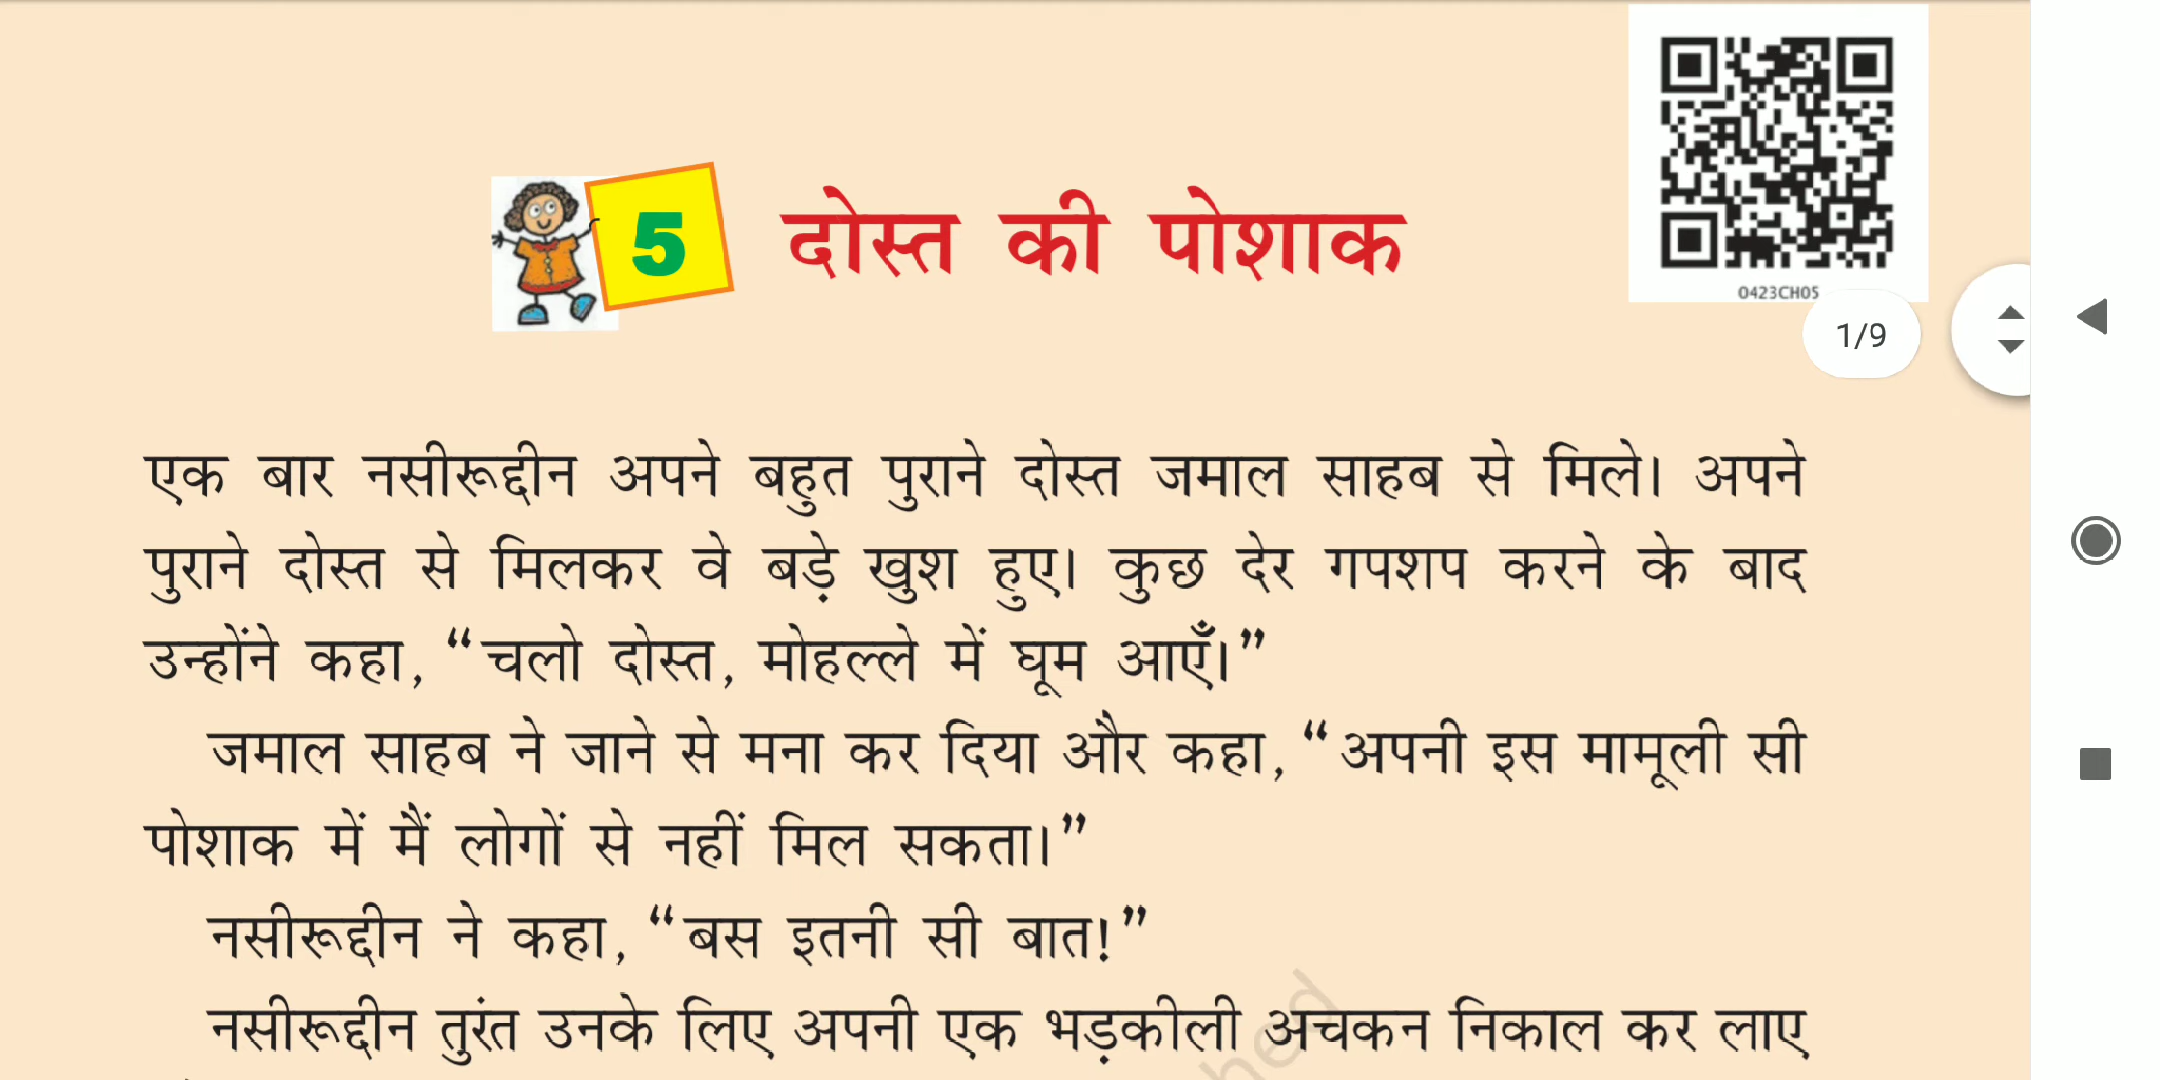 0423CH05
5 दोस्त की पोशाक
1/9
एक बार नसीरूद्दीन अपने बहुत पुराने दोस्त जमाल साहब से मिले। अपने
पुराने दोस्त से मिलकर वे बड़े खुश हुए। कुछ देर गपशप करने के बाद
उन्होंने कहा, “चलो दोस्त, मोहल्ले में घूम आएँ।”
जमाल साहब ने जाने से मना कर दिया और कहा, “अपनी इस मामूली सी
पोशाक में मैं लोगों से नहीं मिल सकता।”
नसीरूद्दीन ने कहा, “बस इतनी सी बात!”
नसीरूद्दीन तुरंत उनके लिए अपनी एक भड़कीली अचकन निकाल कर लाए